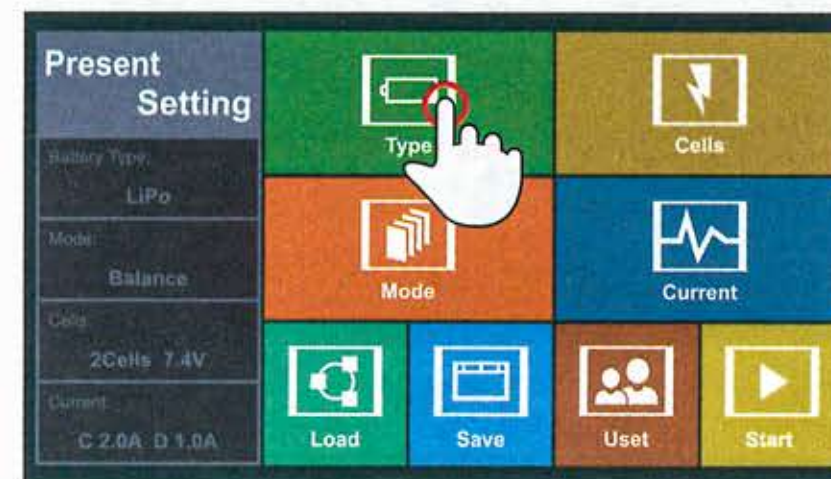 Present
Setting
Battery Type:
LiPo
Mode:
Balance
Cells
2Cells 7.4V
Current
C 2.0A D 1.0A
Type
Cells
Mode
Current
Load
Save
Uset
Start